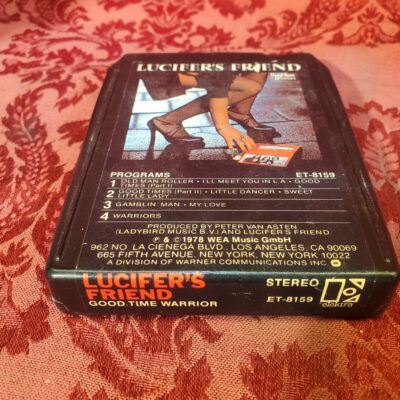 LUCIFER'S FRIEND
Good Time
Warrior
PROGRAMS
ET-8159
1 OLD MAN ROLLER • I'LL MEET YOU IN L.A. • GOOD
TIMES (Part I)
2 GOOD TIMES (Part II) • LITTLE DANCER • SWEET
LITTLE LADY
3 GAMBLIN' MAN • MY LOVE
4 WARRIORS
PRODUCED BY PETER VAN ASTEN
(LADYBIRD MUSIC B.V.) AND LUCIFER'S FRIEND
℗ & © 1978 WEA Music GmbH
962 NO. LA CIENEGA BLVD., LOS ANGELES, CA 90069
665 FIFTH AVENUE, NEW YORK, NEW YORK 10022
A DIVISION OF WARNER COMMUNICATIONS INC.
LUCIFER'S
FRIEND
GOOD TIME WARRIOR
STEREO
ET-8159
elektra